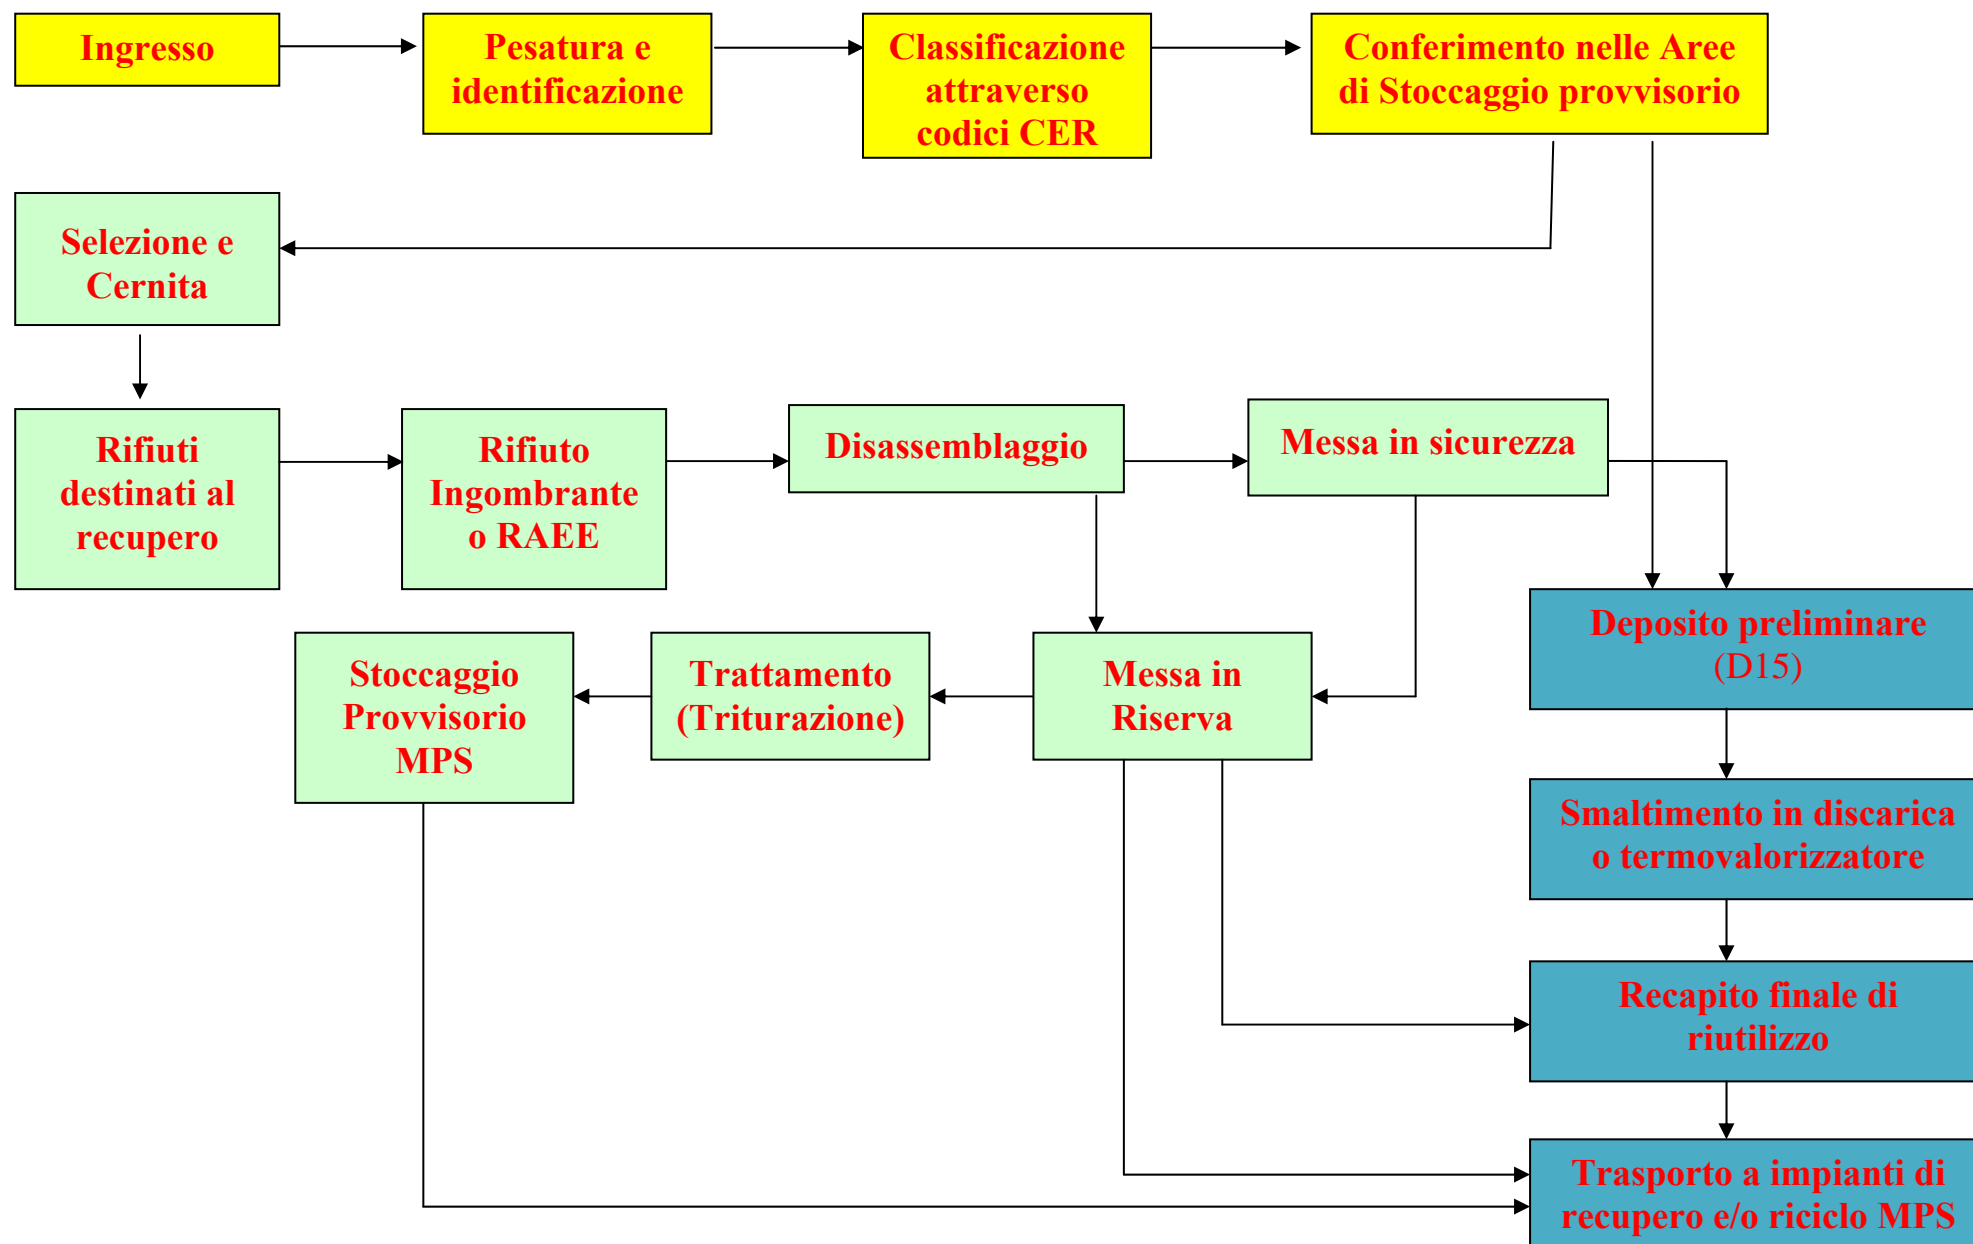 Ingresso
Pesatura e
identificazione
Classificazione
attraverso
codici CER
Conferimento nelle Aree
di Stoccaggio provvisorio
Selezione e
Cernita
Rifiuti
destinati al
recupero
Rifiuto
Ingombrante
o RAEE
Disassemblaggio
Messa in sicurezza
Stoccaggio
Provvisorio
MPS
Trattamento
(Triturazione)
Messa in
Riserva
Deposito preliminare
(D15)
Smaltimento in discarica
o termovalorizzatore
Recapito finale di
riutilizzo
Trasporto a impianti di
recupero e/o riciclo MPS